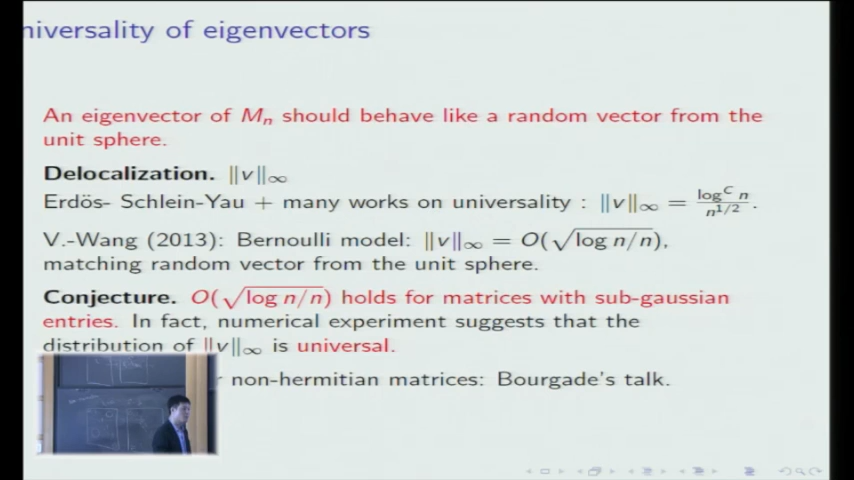 niversality of eigenvectors
An eigenvector of Mₙ should behave like a random vector from the
unit sphere.
Delocalization. ‖v‖∞
Erdös- Schlein-Yau + many works on universality : ‖v‖∞ = log^C n / n^{1/2}.
V.-Wang (2013): Bernoulli model: ‖v‖∞ = O(√log n/n),
matching random vector from the unit sphere.
Conjecture. O(√log n/n) holds for matrices with sub-gaussian
entries. In fact, numerical experiment suggests that the
distribution of ‖v‖∞ is universal.
r non-hermitian matrices: Bourgade's talk.